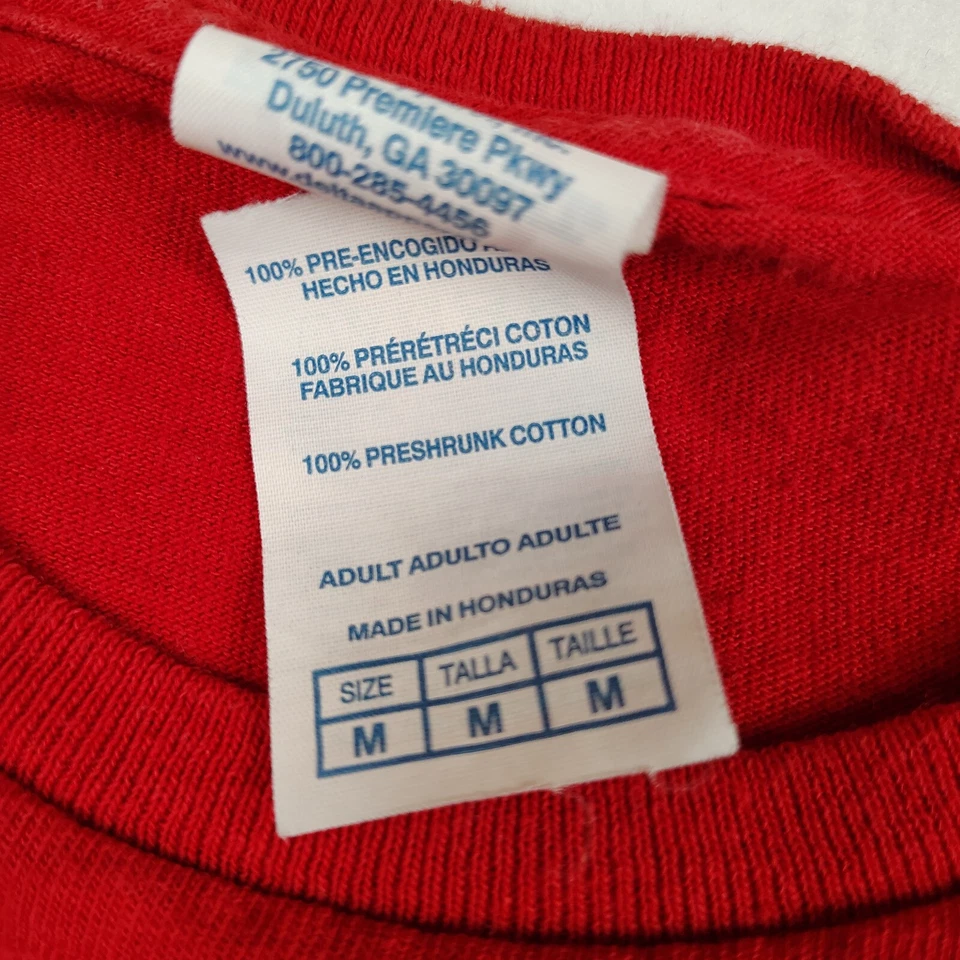 2750 Premiere Pkwy
Duluth, GA 30097
800-285-4456
100% PRE-ENCOGIDO
HECHO EN HONDURAS
100% PRÉRÉTRÉCI COTON
FABRIQUE AU HONDURAS
100% PRESHRUNK COTTON
ADULT ADULTO ADULTE
MADE IN HONDURAS
SIZE TALLA TAILLE
M M M